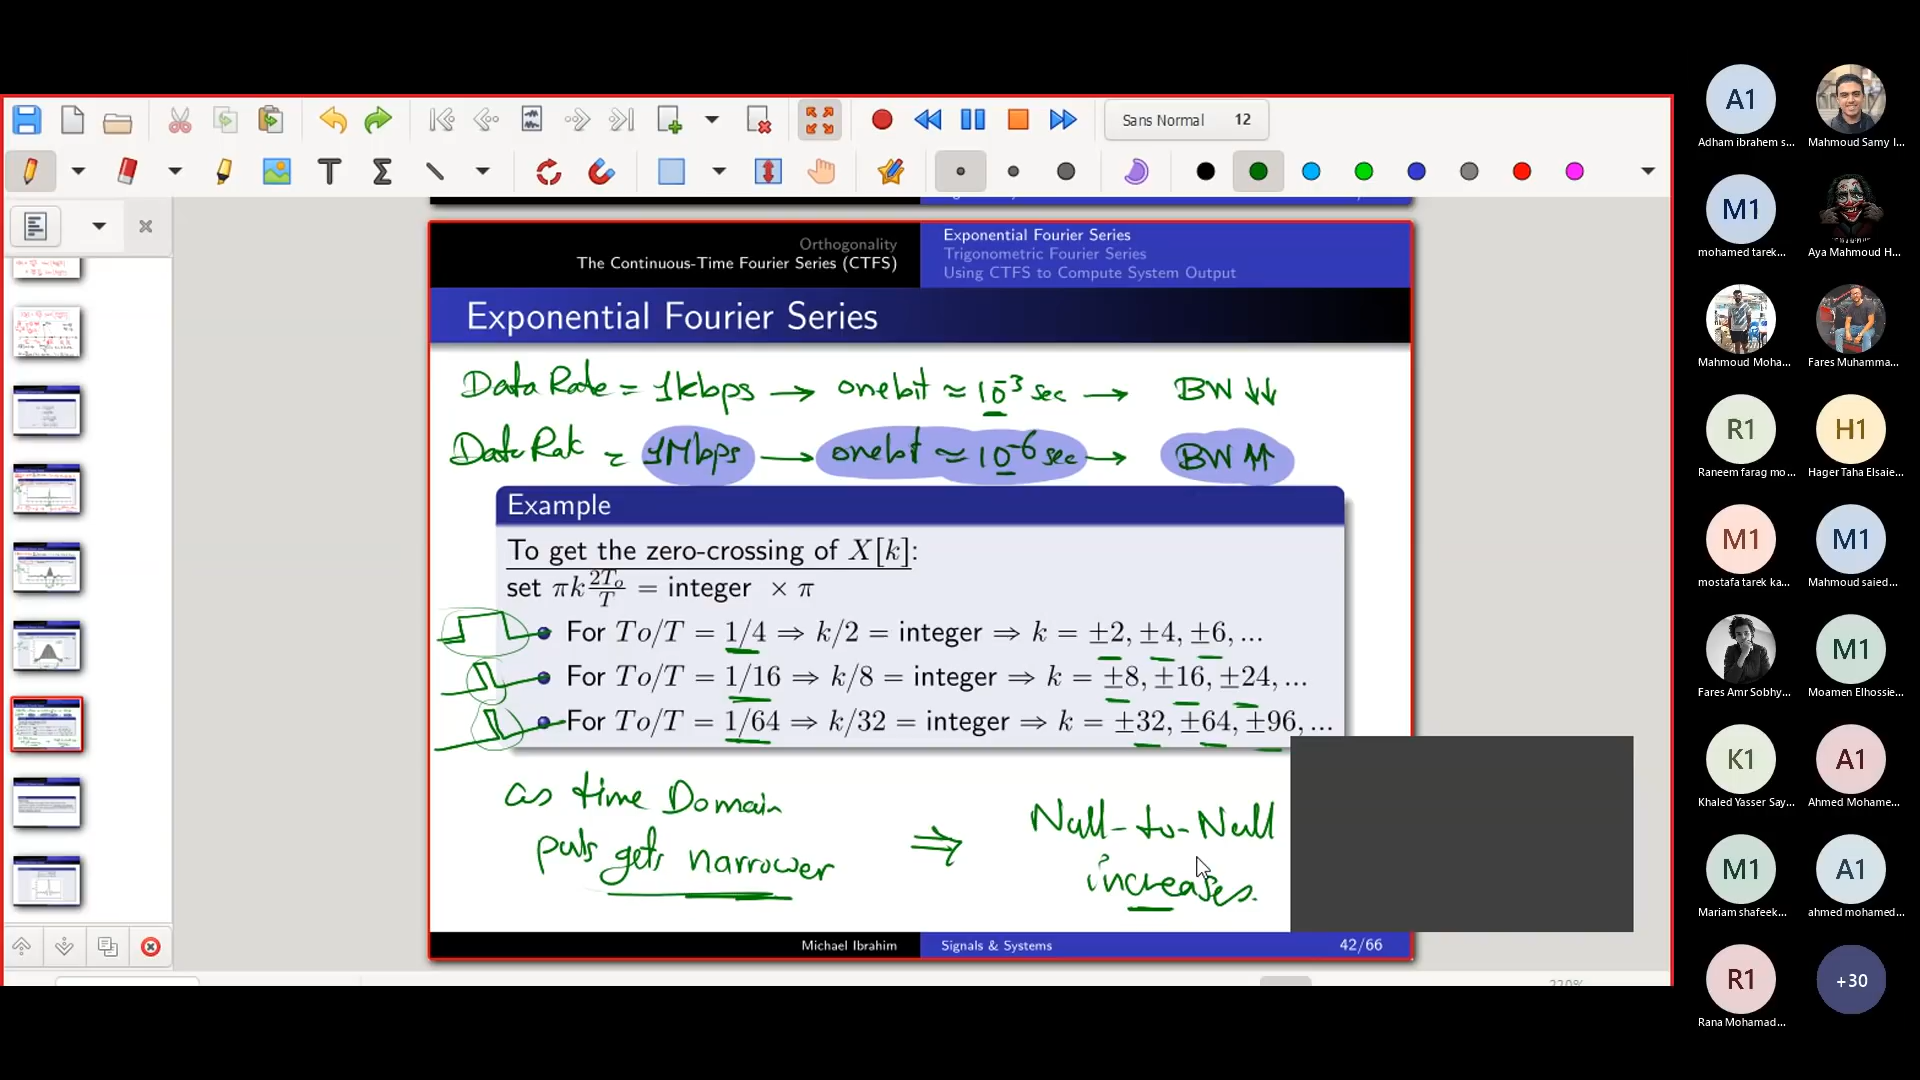 Sans Normal 12
Orthogonality
The Continuous-Time Fourier Series (CTFS)
Exponential Fourier Series
Trigonometric Fourier Series
Using CTFS to Compute System Output
Exponential Fourier Series
Data Rate = 1kbps → one bit ≈ 10⁻³ sec → BW ↓↓
Data Rate = 1Mbps → one bit ≈ 10⁻⁶ sec → BW ↑↑
Example
To get the zero-crossing of X[k]:
set πk 2T₀/T = integer × π
For To/T = 1/4 ⇒ k/2 = integer ⇒ k = ±2, ±4, ±6, ...
For To/T = 1/16 ⇒ k/8 = integer ⇒ k = ±8, ±16, ±24, ...
For To/T = 1/64 ⇒ k/32 = integer ⇒ k = ±32, ±64, ±96, ...
as time Domain
puls gets narrower
⇒
Null-to-Null
increases.
Michael Ibrahim
Signals & Systems
42/66
A1
Adham ibrahem s...
Mahmoud Samy I...
M1
mohamed tarek...
Aya Mahmoud H...
Mahmoud Moha...
Fares Muhamma...
R1
Raneem farag mo...
H1
Hager Taha Elsaie...
M1
mostafa tarek ka...
M1
Mahmoud saied...
Fares Amr Sobhy...
M1
Moamen Elhossie...
K1
Khaled Yasser Say...
A1
Ahmed Mohame...
M1
Mariam shafeek...
A1
ahmed mohamed...
R1
Rana Mohamad...
+30